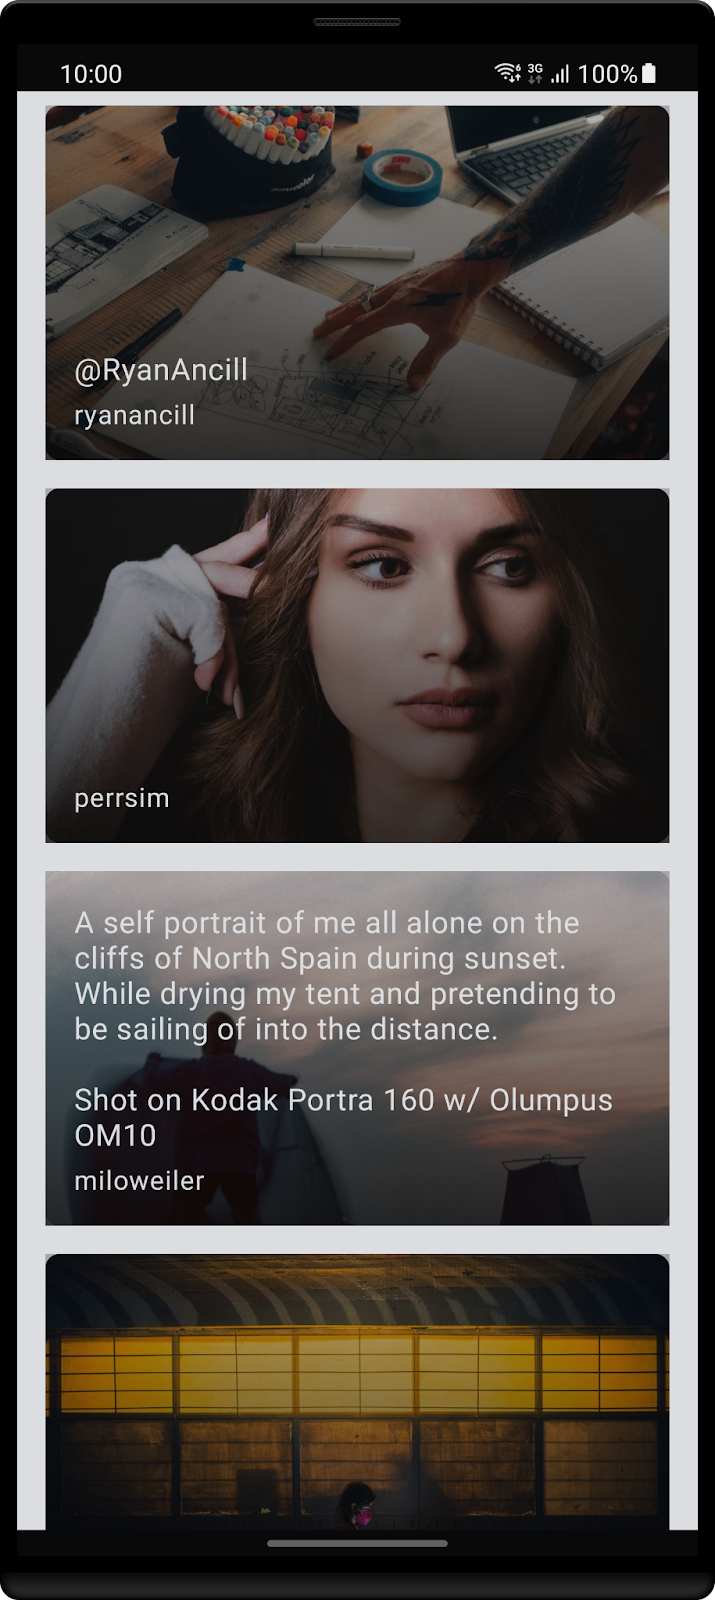 10:00 3G 100%
@RyanAncill
ryanancill
perrsim
A self portrait of me all alone on the
cliffs of North Spain during sunset.
While drying my tent and pretending to
be sailing of into the distance.
Shot on Kodak Portra 160 w/ Olumpus
OM10
miloweiler